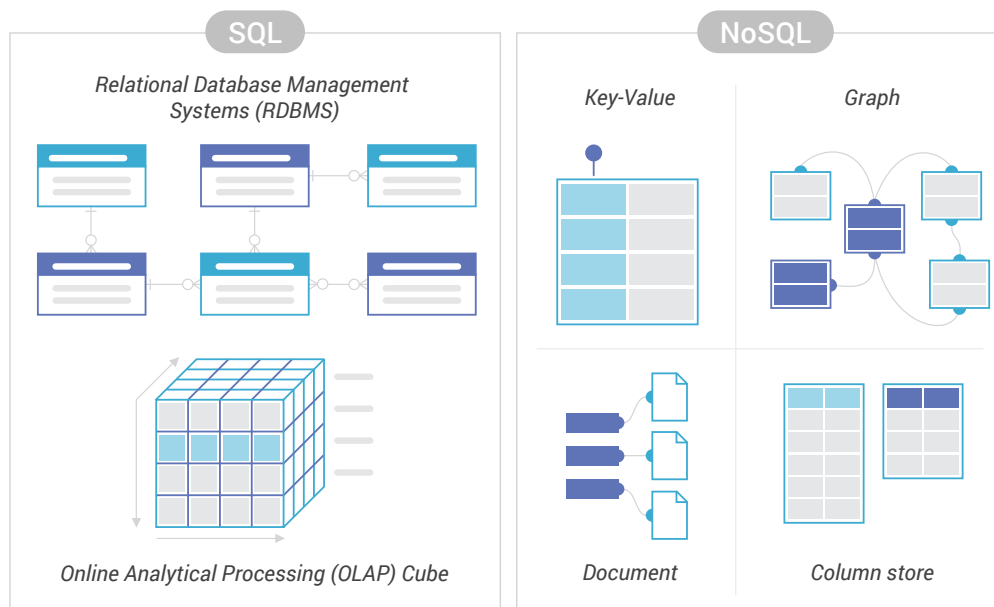 SQL
Relational Database Management
Systems (RDBMS)
Online Analytical Processing (OLAP) Cube
NoSQL
Key-Value
Graph
Document
Column store